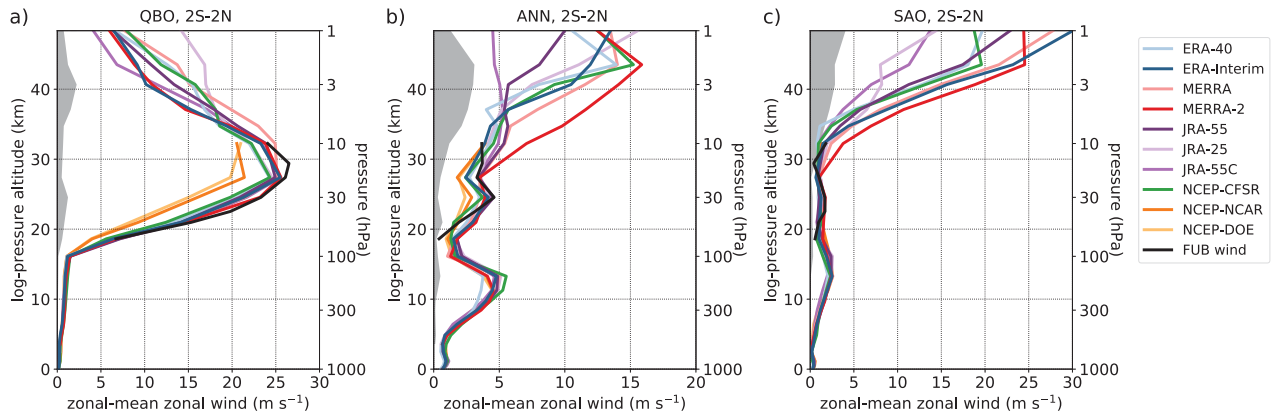 a) QBO, 2S-2N
log-pressure altitude (km)
0 10 20 30 40
1 3 10 30 100 300 1000
pressure (hPa)
0 5 10 15 20 25 30
zonal-mean zonal wind (m s⁻¹)
b) ANN, 2S-2N
log-pressure altitude (km)
0 10 20 30 40
1 3 10 30 100 300 1000
pressure (hPa)
0 5 10 15 20
zonal-mean zonal wind (m s⁻¹)
c) SAO, 2S-2N
log-pressure altitude (km)
0 10 20 30 40
1 3 10 30 100 300 1000
pressure (hPa)
0 5 10 15 20 25 30
zonal-mean zonal wind (m s⁻¹)
ERA-40
ERA-Interim
MERRA
MERRA-2
JRA-55
JRA-25
JRA-55C
NCEP-CFSR
NCEP-NCAR
NCEP-DOE
FUB wind